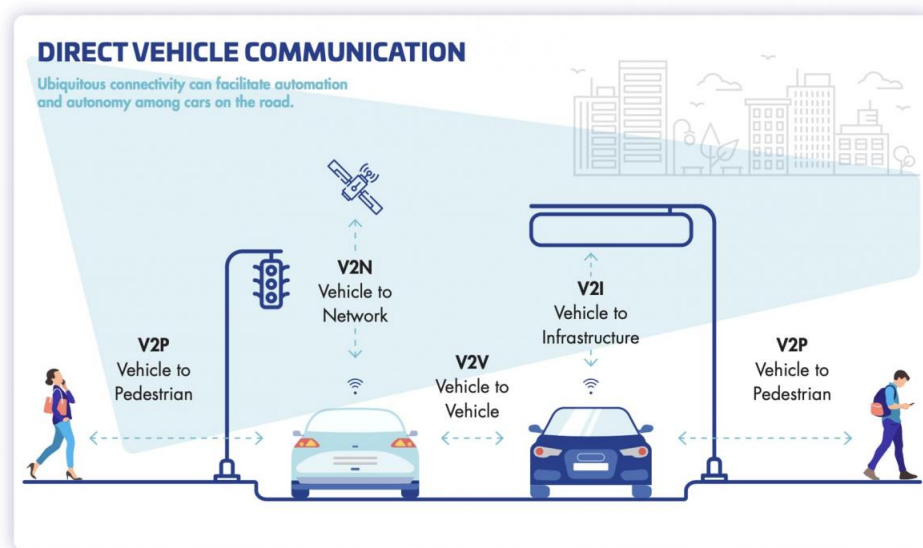 DIRECT VEHICLE COMMUNICATION
Ubiquitous connectivity can facilitate automation
and autonomy among cars on the road.
V2N
Vehicle to
Network
V2I
Vehicle to
Infrastructure
V2P
Vehicle to
Pedestrian
V2V
Vehicle to
Vehicle
V2P
Vehicle to
Pedestrian